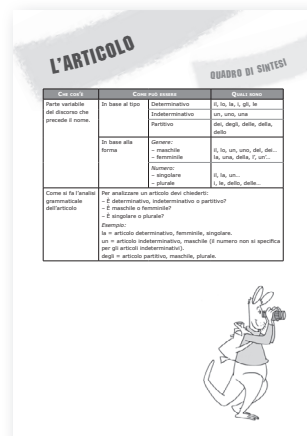 L'ARTICOLO
QUADRO DI SINTESI
CHE COS'È COME PUÒ ESSERE QUALI SONO
Parte variabile del discorso che precede il nome. In base al tipo Determinativo il, lo, la, i, gli, le
Indeterminativo un, uno, una
Partitivo dei, degli, delle, della, dello
In base alla forma Genere:
– maschile il, lo, un, uno, del, dei...
– femminile la, una, della, l', un'...
Numero:
– singolare il, la, un...
– plurale i, le, dello, delle...
Come si fa l'analisi grammaticale dell'articolo Per analizzare un articolo devi chiederti:
– È determinativo, indeterminativo o partitivo?
– È maschile o femminile?
– È singolare o plurale?
Esempio:
la = articolo determinativo, femminile, singolare.
un = articolo indeterminativo, maschile (il numero non si specifica
per gli articoli indeterminativi).
degli = articolo partitivo, maschile, plurale.